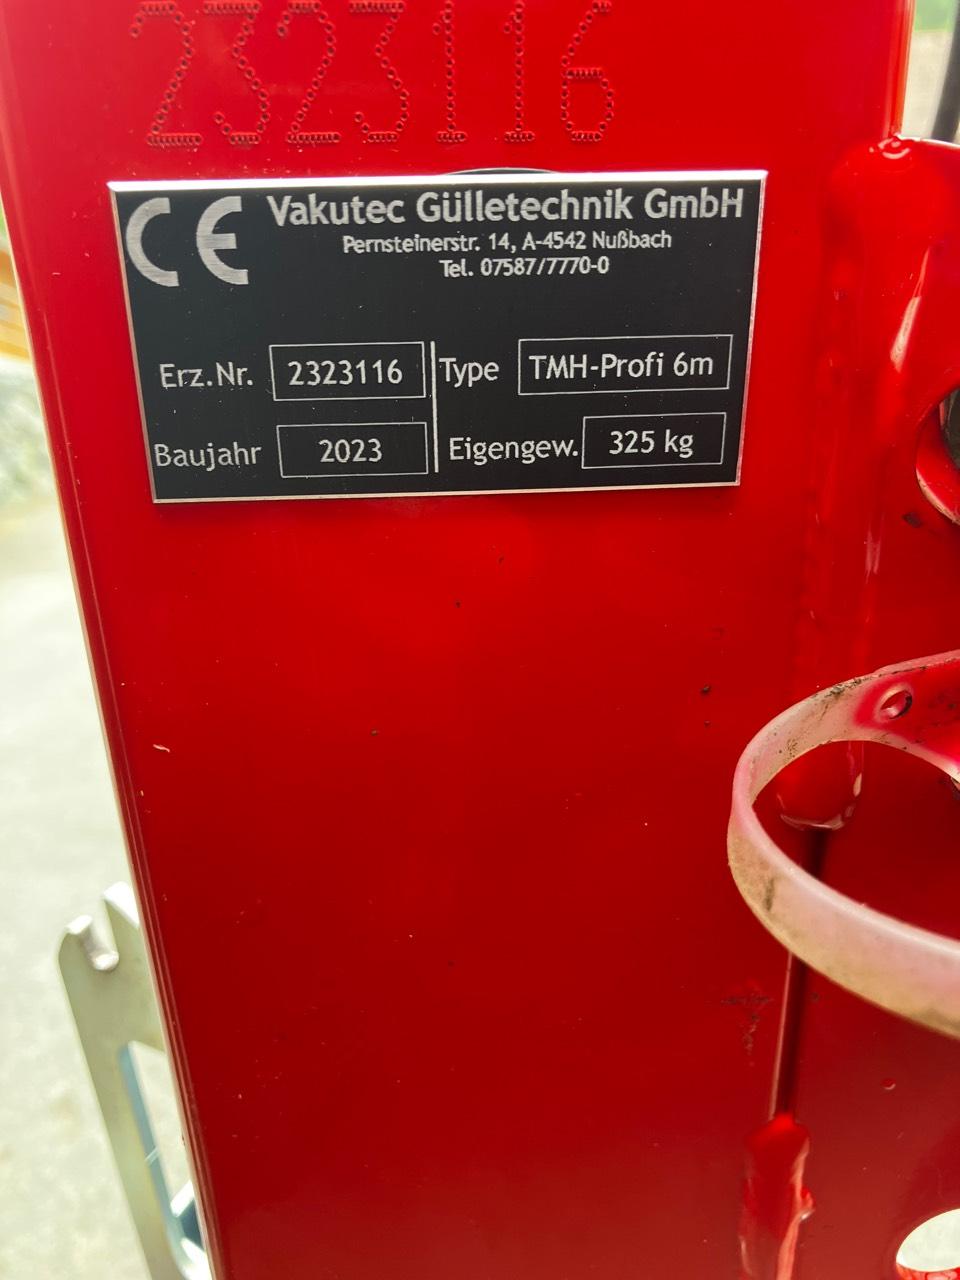 2323116
CE Vakutec Gülletechnik GmbH
Pernsteinerstr. 14, A-4542 Nußbach
Tel. 07587/7770-0
Erz.Nr. 2323116 Type TMH-Profi 6m
Baujahr 2023 Eigengew. 325 kg